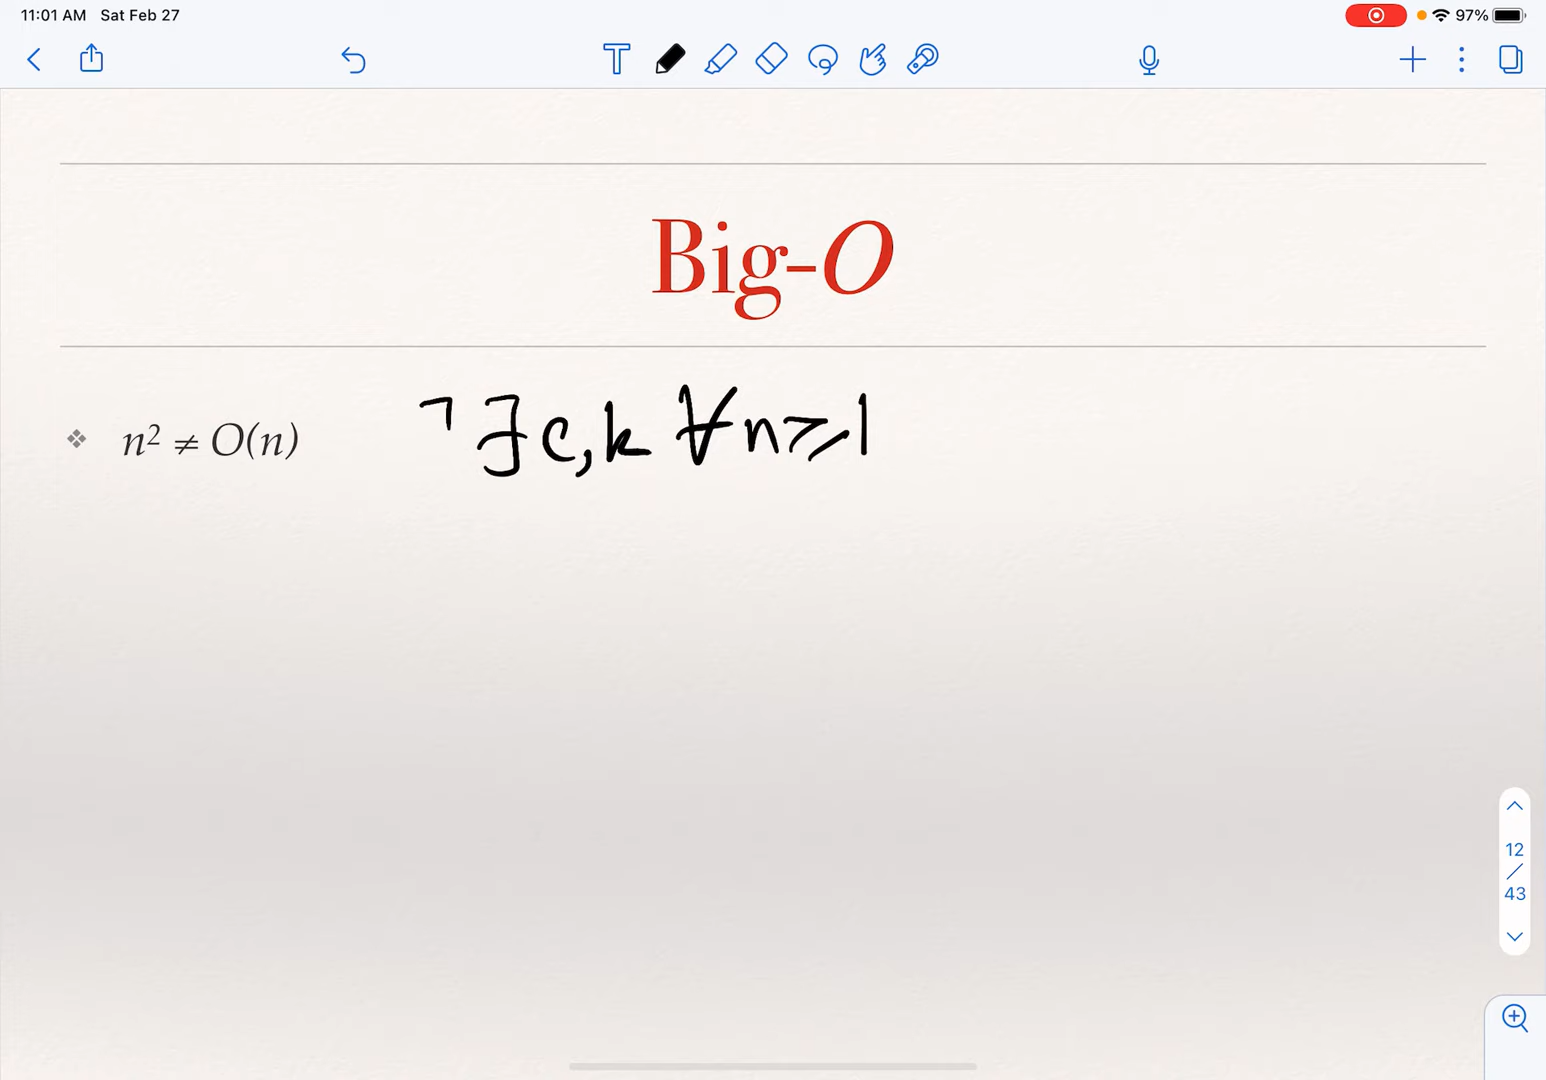 11:01 AM Sat Feb 27
97%
T
Big-O
n² ≠ O(n)
¬∃c,k ∀n≥1
12
/
43